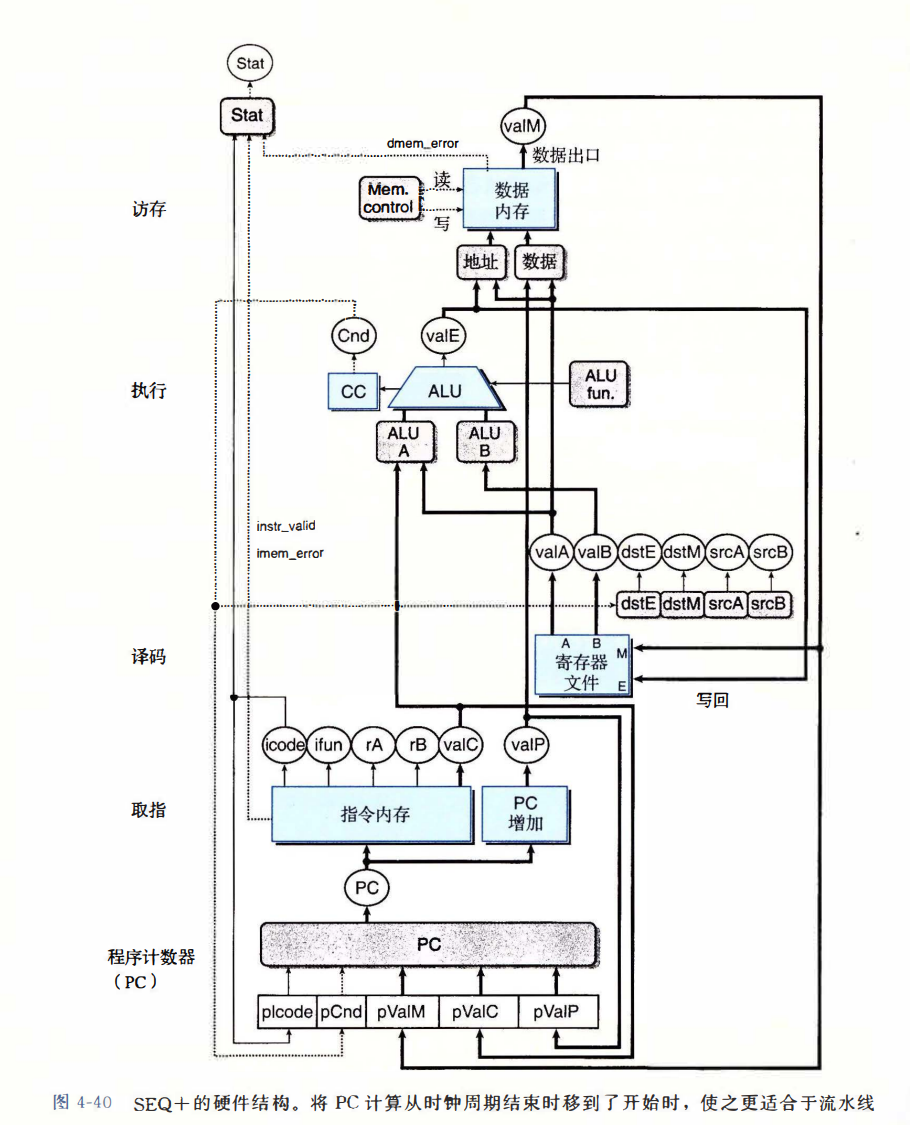 Stat
Stat
dmem_error
valM
数据出口
访存
Mem.
control
读
写
数据
内存
地址
数据
执行
Cnd
valE
CC
ALU
ALU
fun.
ALU
A
ALU
B
instr_valid
imem_error
valA
valB
dstE
dstM
srcA
srcB
dstE
dstM
srcA
srcB
译码
A
B
M
寄存器
文件
E
写回
icode
ifun
rA
rB
valC
valP
取指
指令内存
PC
增加
PC
程序计数器
(PC)
PC
pIcode
pCnd
pValM
pValC
pValP
图 4-40 SEQ+的硬件结构。将 PC 计算从时钟周期结束时移到了开始时，使之更适合于流水线